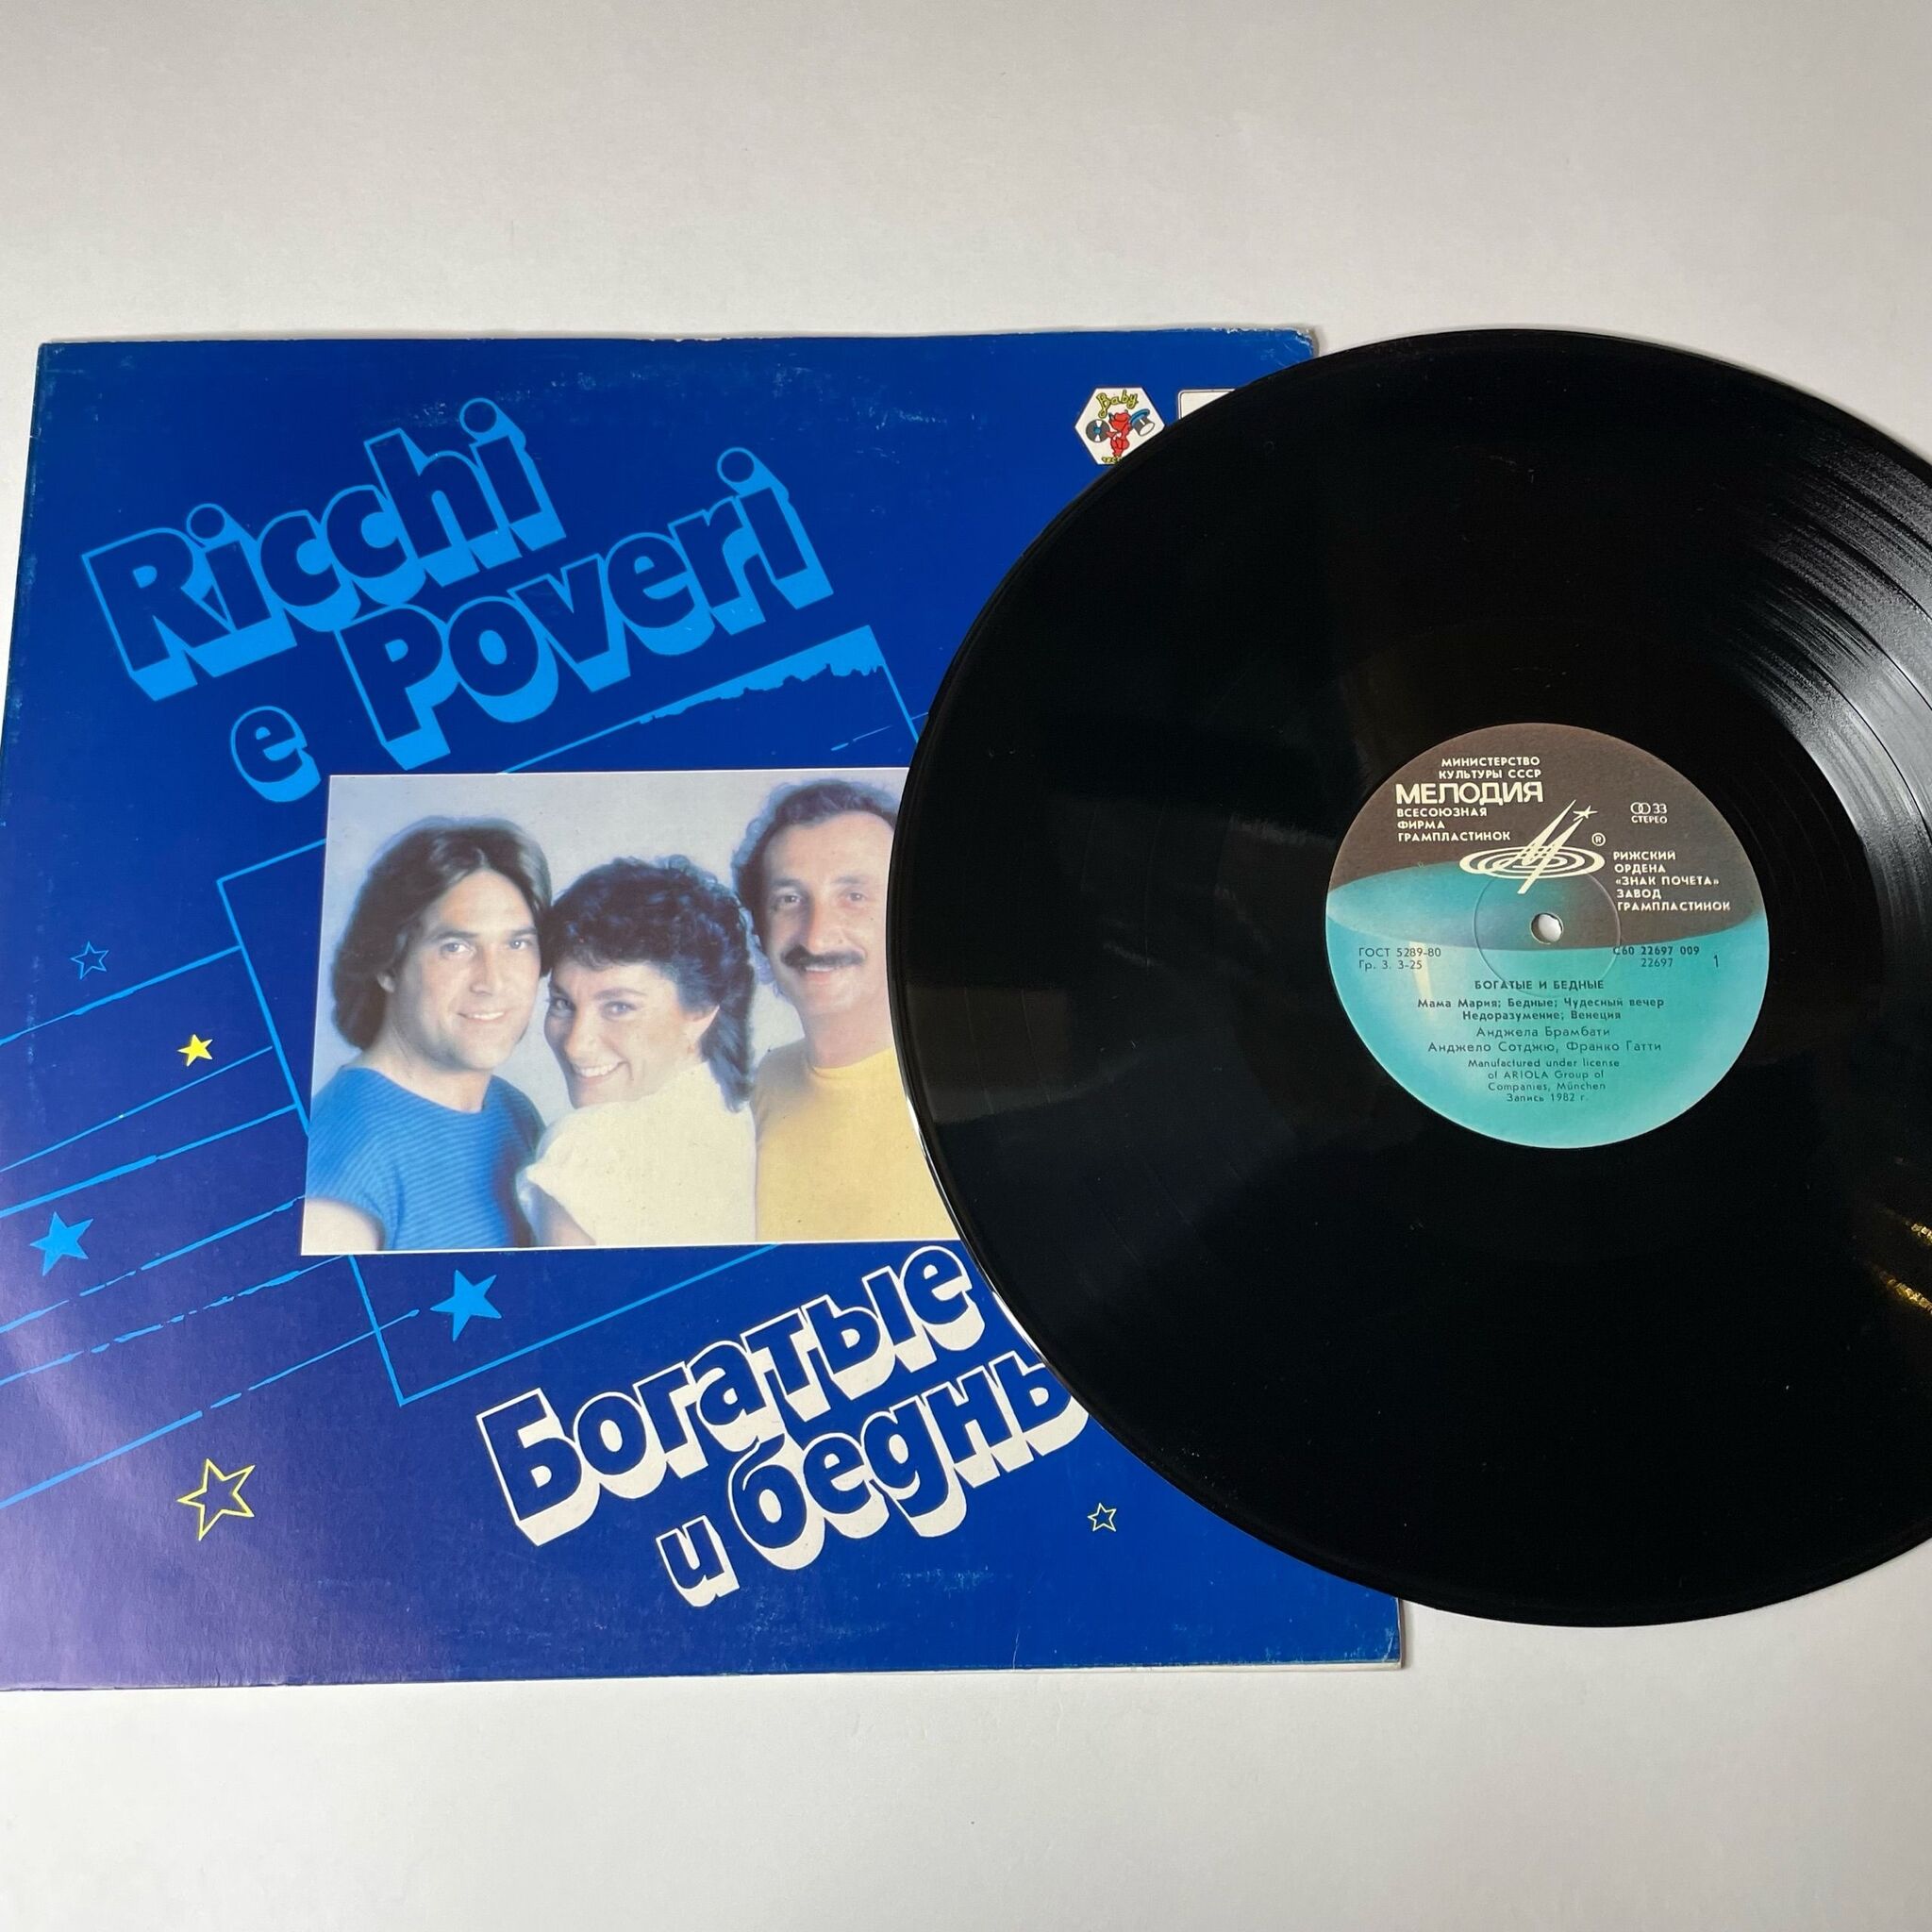 Ricchi
e Poveri
Baby
Богатые
и бедны
МИНИСТЕРСТВО
КУЛЬТУРЫ СССР
МЕЛОДИЯ
ВСЕСОЮЗНАЯ
ФИРМА
ГРАМПЛАСТИНОК
33
СТЕРЕО
®
РИЖСКИЙ
ОРДЕНА
«ЗНАК ПОЧЕТА»
ЗАВОД
ГРАМПЛАСТИНОК
ГОСТ 5289-80
Гр. 3. 3-25
С60 22697 009
22697
1
БОГАТЫЕ И БЕДНЫЕ
Мама Мария; Бедные; Чудесный вечер
Недоразумение; Венеция
Анджела Брамбати
Анджело Сотджю, Франко Гатти
Manufactured under license
of ARIOLA Group of
Companies, München
Запись 1982 г.